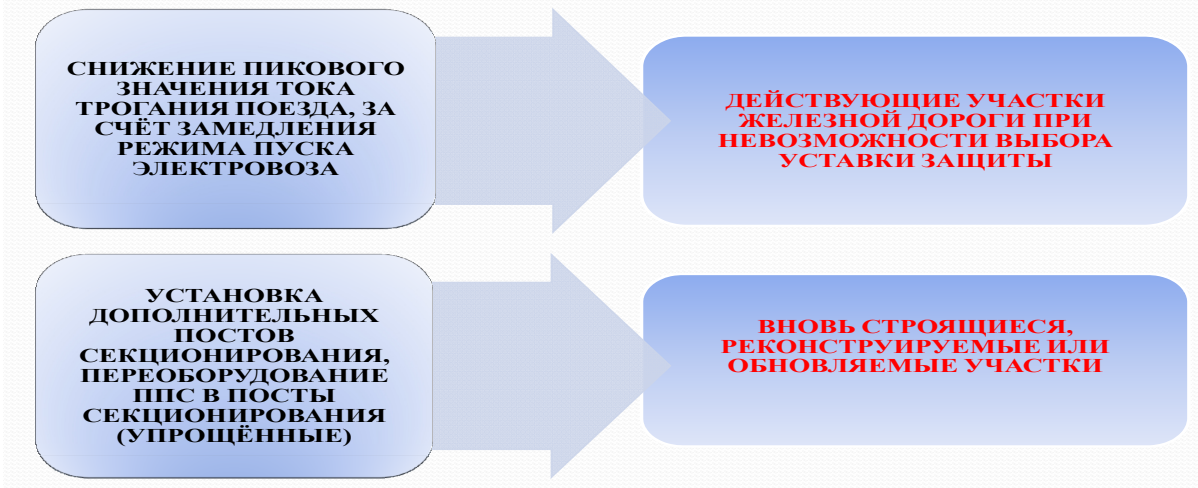 СНИЖЕНИЕ ПИКОВОГО
ЗНАЧЕНИЯ ТОКА
ТРОГАНИЯ ПОЕЗДА, ЗА
СЧЁТ ЗАМЕДЛЕНИЯ
РЕЖИМА ПУСКА
ЭЛЕКТРОВОЗА
ДЕЙСТВУЮЩИЕ УЧАСТКИ
ЖЕЛЕЗНОЙ ДОРОГИ ПРИ
НЕВОЗМОЖНОСТИ ВЫБОРА
УСТАВКИ ЗАЩИТЫ
УСТАНОВКА
ДОПОЛНИТЕЛЬНЫХ
ПОСТОВ
СЕКЦИОНИРОВАНИЯ,
ПЕРЕОБОРУДОВАНИЕ
ППС В ПОСТЫ
СЕКЦИОНИРОВАНИЯ
(УПРОЩЁННЫЕ)
ВНОВЬ СТРОЯЩИЕСЯ,
РЕКОНСТРУИРУЕМЫЕ ИЛИ
ОБНОВЛЯЕМЫЕ УЧАСТКИ